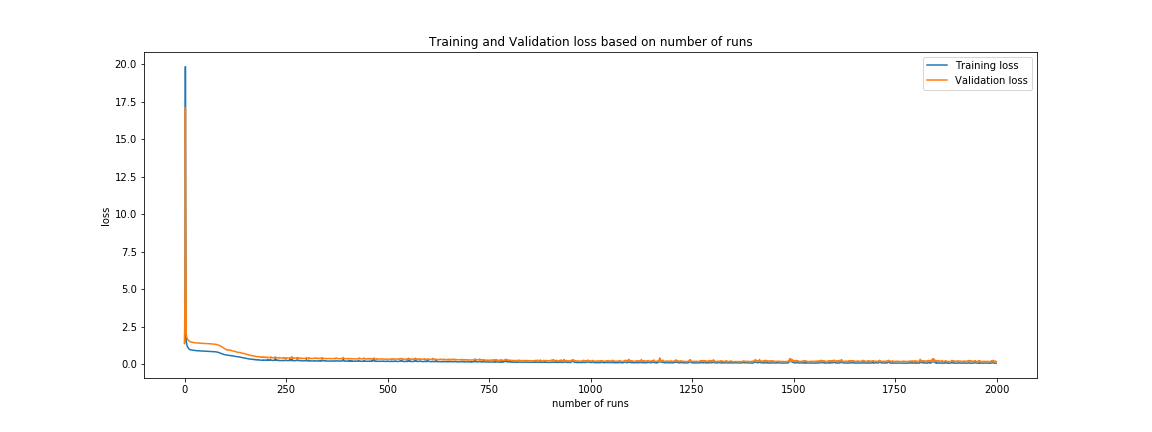 Training and Validation loss based on number of runs
Training loss
Validation loss
20.0
17.5
15.0
12.5
10.0
7.5
5.0
2.5
0.0
loss
0 250 500 750 1000 1250 1500 1750 2000
number of runs